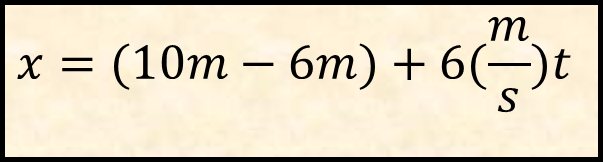 x = (10m − 6m) + 6(m/s)t